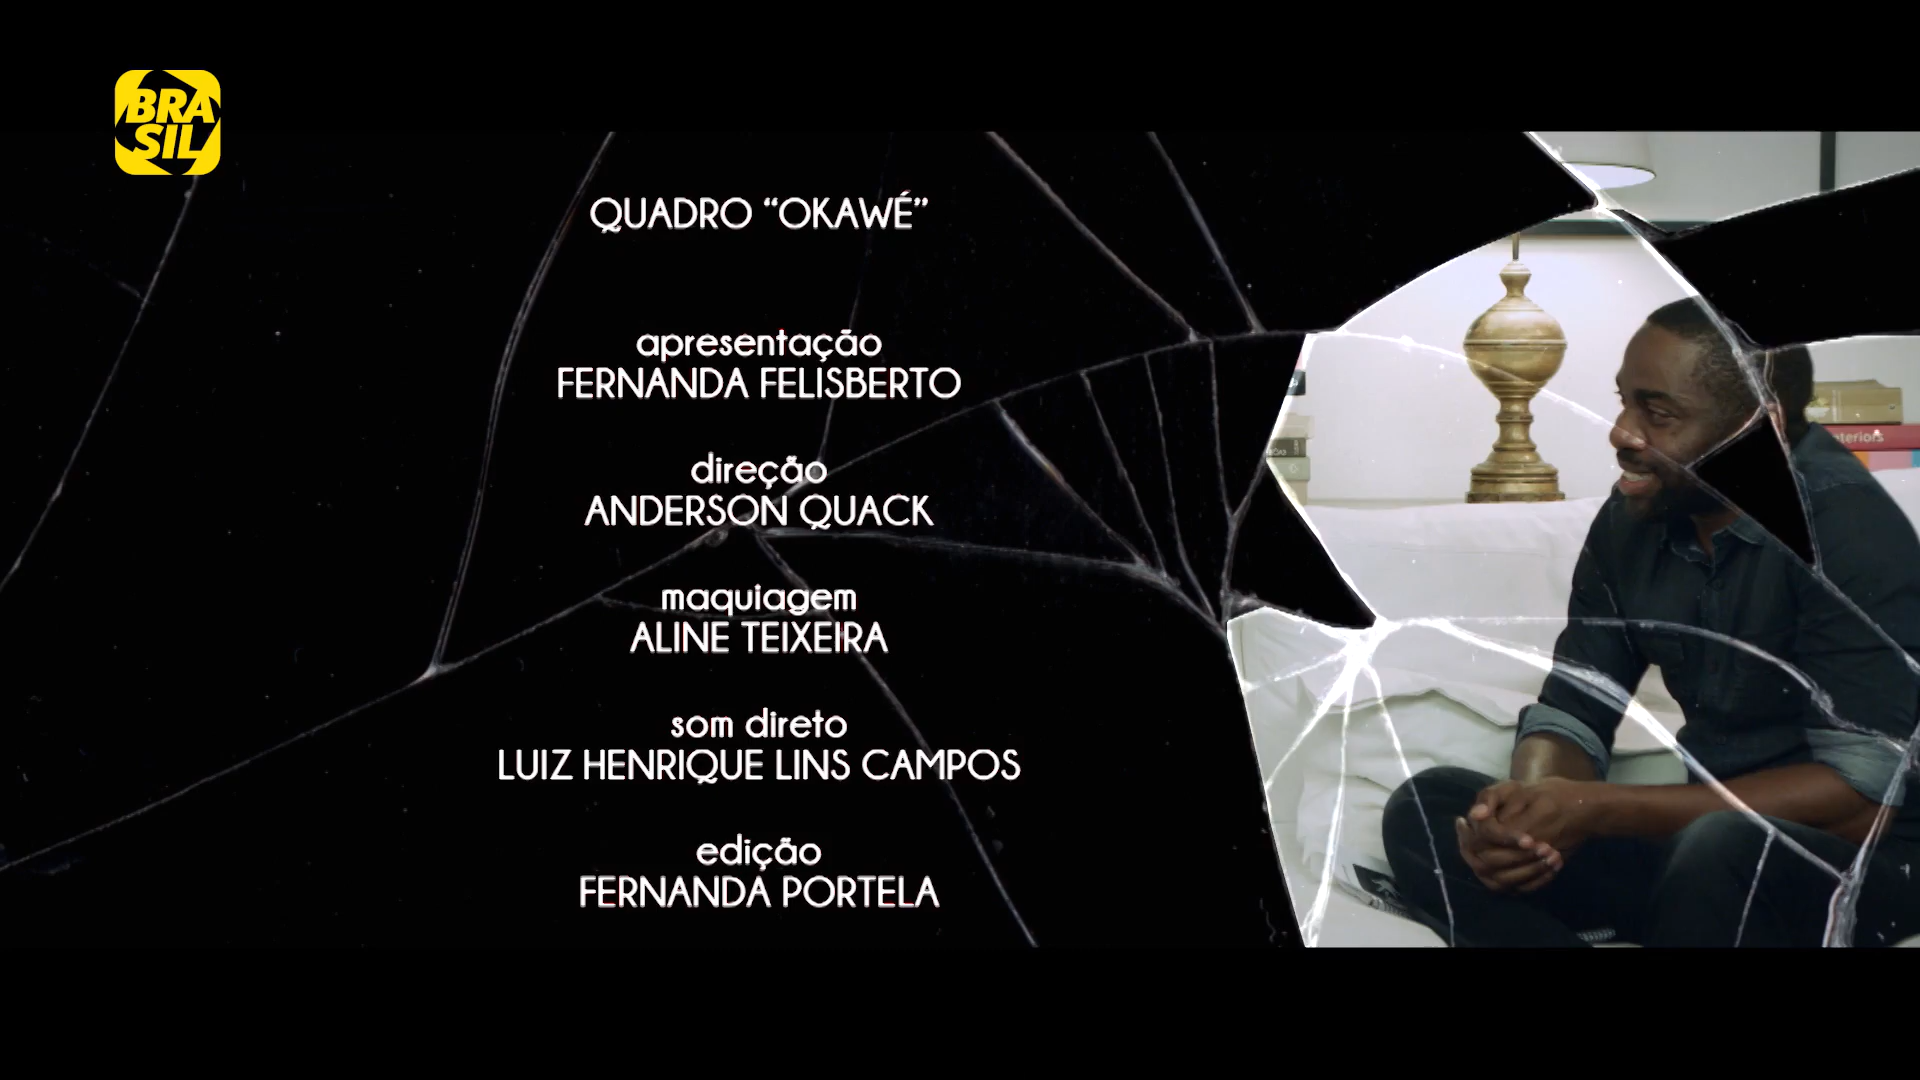 BRA
SIL
QUADRO “OKAWÉ”
apresentação
FERNANDA FELISBERTO
direção
ANDERSON QUACK
maquiagem
ALINE TEIXEIRA
som direto
LUIZ HENRIQUE LINS CAMPOS
edição
FERNANDA PORTELA